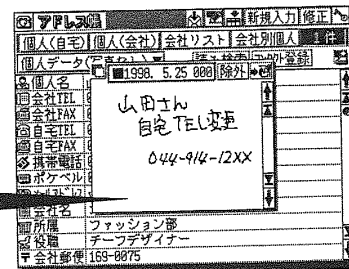 アドレス帳 新規入力 修正
個人(自宅) 個人(会社) 会社リスト 会社別個人 1件
個人データ
■1998. 5.25 000 除外
個人名
会社TEL
会社FAX
自宅TEL
自宅FAX
携帯電話
ポケベル
会社名
所属 ファッション部
役職 チーフデザイナー
〒会社郵便 169-0075
山田さん
自宅TEL変更
044-914-12XX